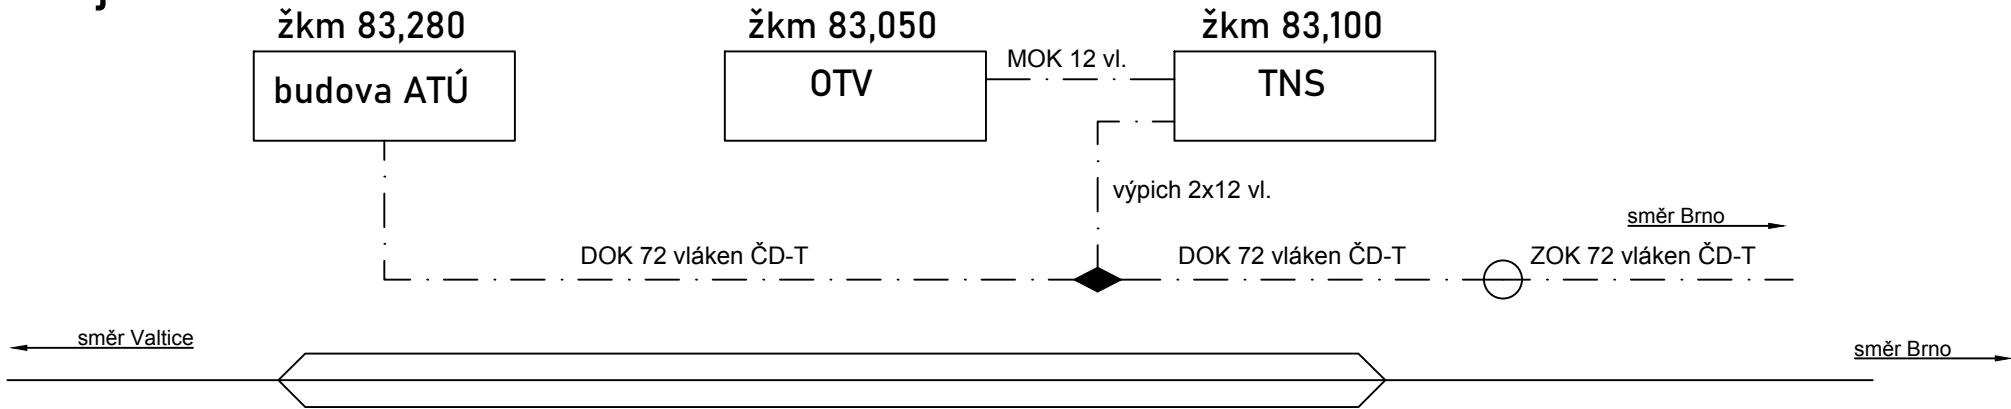 žkm 83,280
žkm 83,050
žkm 83,100
budova ATÚ
OTV
MOK 12 vl.
TNS
výpich 2x12 vl.
směr Brno
DOK 72 vláken ČD-T
DOK 72 vláken ČD-T
ZOK 72 vláken ČD-T
směr Valtice
směr Brno